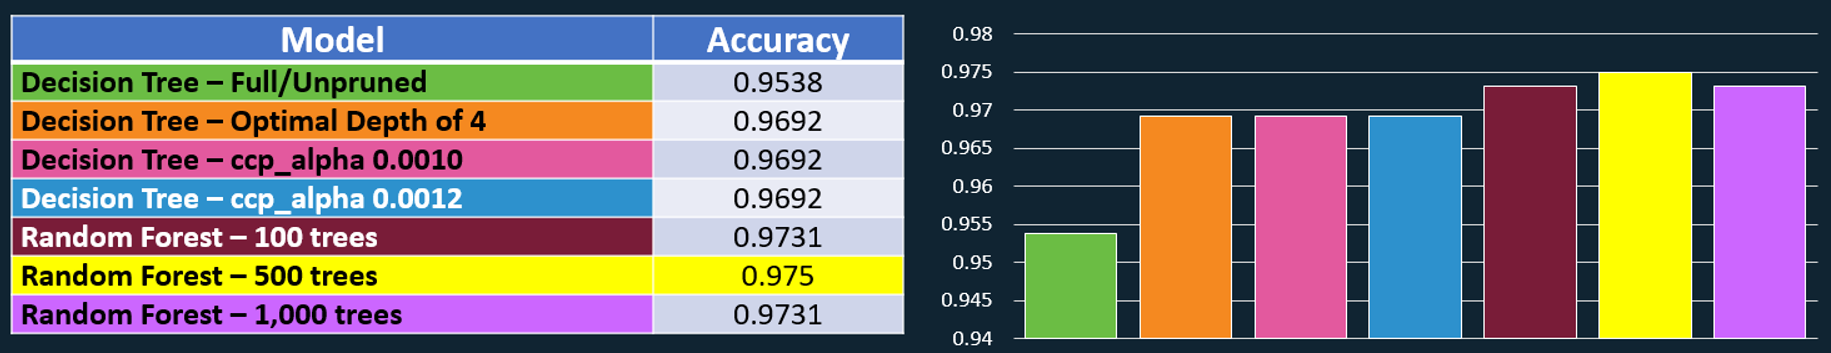 Model Accuracy
Decision Tree – Full/Unpruned 0.9538
Decision Tree – Optimal Depth of 4 0.9692
Decision Tree – ccp_alpha 0.0010 0.9692
Decision Tree – ccp_alpha 0.0012 0.9692
Random Forest – 100 trees 0.9731
Random Forest – 500 trees 0.975
Random Forest – 1,000 trees 0.9731
0.98
0.975
0.97
0.965
0.96
0.955
0.95
0.945
0.94